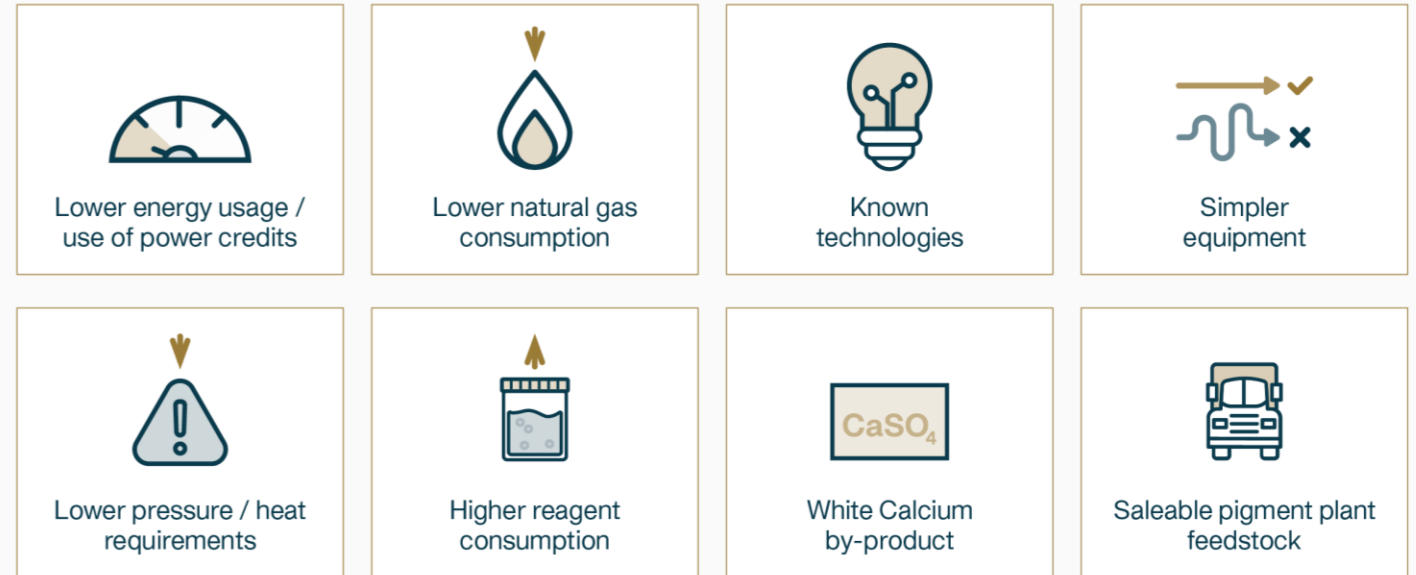 Lower energy usage /
use of power credits
Lower natural gas
consumption
Known
technologies
Simpler
equipment
Lower pressure / heat
requirements
Higher reagent
consumption
CaSO₄
White Calcium
by-product
Saleable pigment plant
feedstock